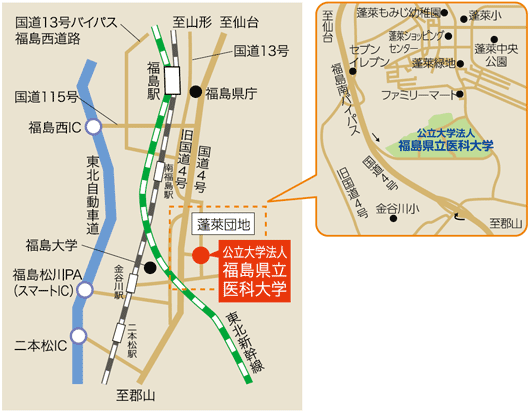 国道13号バイパス
福島西道路
至山形
至仙台
国道13号
福島駅
福島県庁
国道115号
福島西IC
旧国道4号
国道4号
南福島駅
東北自動車道
蓬莱団地
福島大学
公立大学法人
福島県立
医科大学
福島松川PA
(スマートIC)
金谷川駅
二本松駅
二本松IC
東北新幹線
至郡山
至仙台
蓬莱もみじ幼稚園
蓬莱小
蓬莱ショッピング
センター
セブン
イレブン
蓬莱中央
公園
蓬莱緑地
福島南バイパス
ファミリーマート
公立大学法人
福島県立医科大学
国道4号
旧国道4号
金谷川小
至郡山